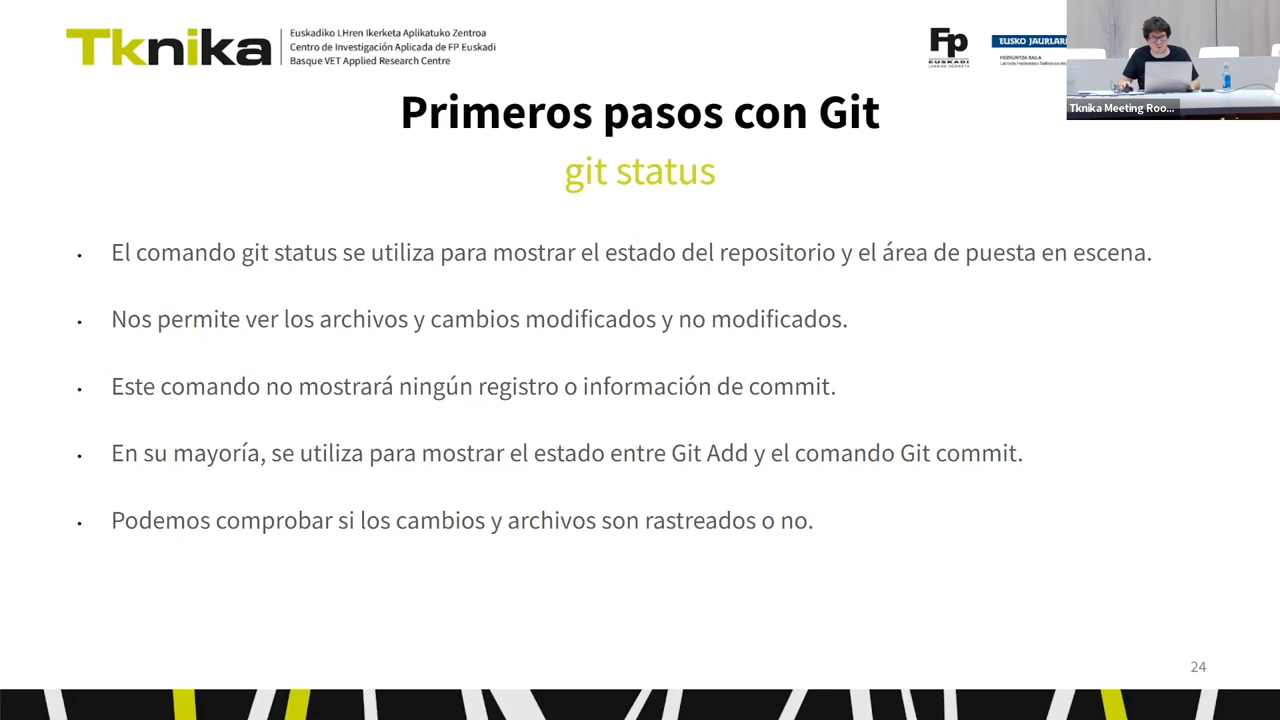 Tknika
Euskadiko LHren Ikerketa Aplikatuko Zentroa
Centro de Investigación Aplicada de FP Euskadi
Basque VET Applied Research Centre
Fp
EUSKADI
LANBIDE HEZIKETA
EUSKO JAURLARI
HEZKUNTZA SAILA
Tknika Meeting Roo...
Primeros pasos con Git
git status
• El comando git status se utiliza para mostrar el estado del repositorio y el área de puesta en escena.
• Nos permite ver los archivos y cambios modificados y no modificados.
• Este comando no mostrará ningún registro o información de commit.
• En su mayoría, se utiliza para mostrar el estado entre Git Add y el comando Git commit.
• Podemos comprobar si los cambios y archivos son rastreados o no.
24